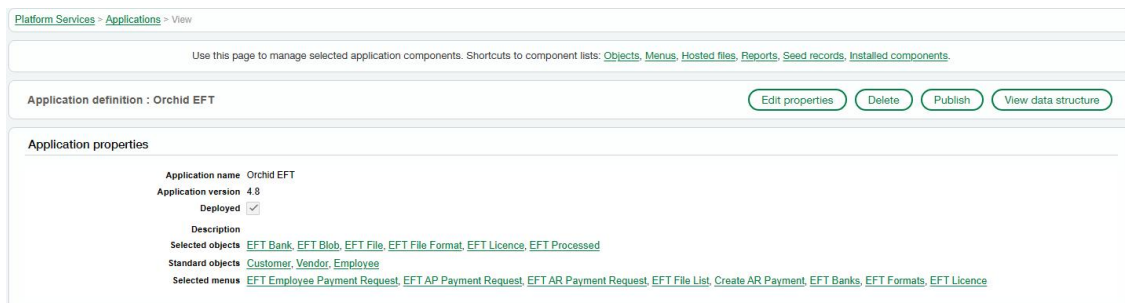 Platform Services > Applications > View
Use this page to manage selected application components. Shortcuts to component lists: Objects, Menus, Hosted files, Reports, Seed records, Installed components.
Application definition : Orchid EFT
Edit properties
Delete
Publish
View data structure
Application properties
Application name Orchid EFT
Application version 4.8
Deployed
Description
Selected objects EFT Bank, EFT Blob, EFT File, EFT File Format, EFT Licence, EFT Processed
Standard objects Customer, Vendor, Employee
Selected menus EFT Employee Payment Request, EFT AP Payment Request, EFT AR Payment Request, EFT File List, Create AR Payment, EFT Banks, EFT Formats, EFT Licence